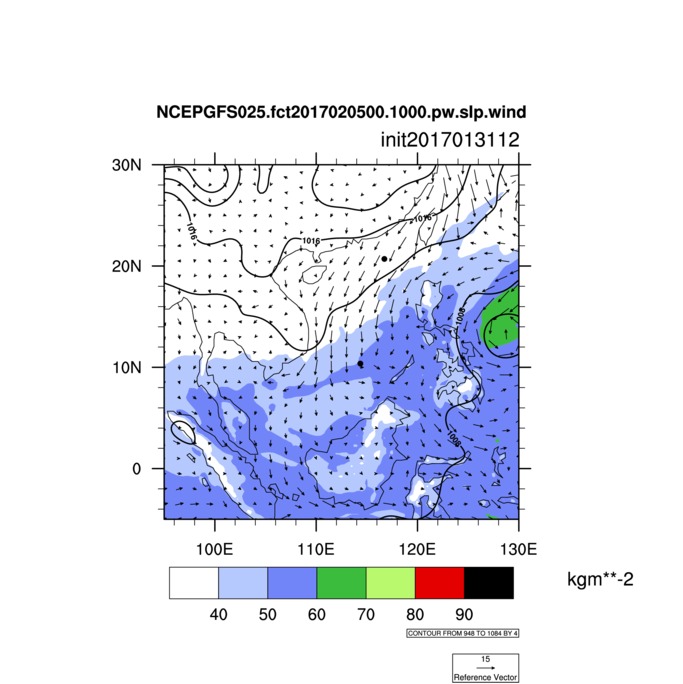 NCEPGFS025.fct2017020500.1000.pw.slp.wind
init2017013112
30N
20N
10N
0
1016
1016
1016
1008
1008
100E 110E 120E 130E
kgm**-2
40 50 60 70 80 90
CONTOUR FROM 948 TO 1084 BY 4
15
Reference Vector